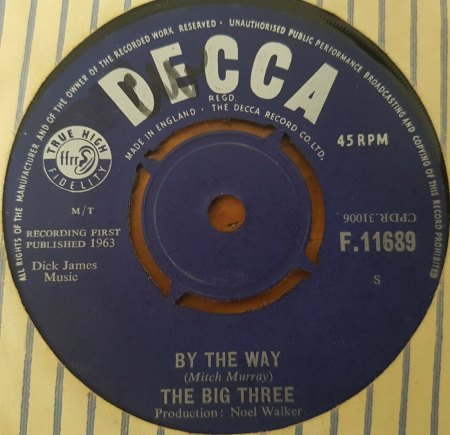 ALL RIGHTS OF THE MANUFACTURER AND OF THE OWNER OF THE RECORDED WORK RESERVED · UNAUTHORISED PUBLIC PERFORMANCE BROADCASTING AND COPYING OF THIS RECORD PROHIBITED
DECCA
REGD.
MADE IN ENGLAND · THE DECCA RECORD CO. LTD.
TRUE HIGH
ffrr
FIDELITY
45 RPM
M/T
CPDR.31006.
RECORDING FIRST
PUBLISHED 1963
F.11689
Dick James
Music
S
BY THE WAY
(Mitch Murray)
THE BIG THREE
Production: Noel Walker